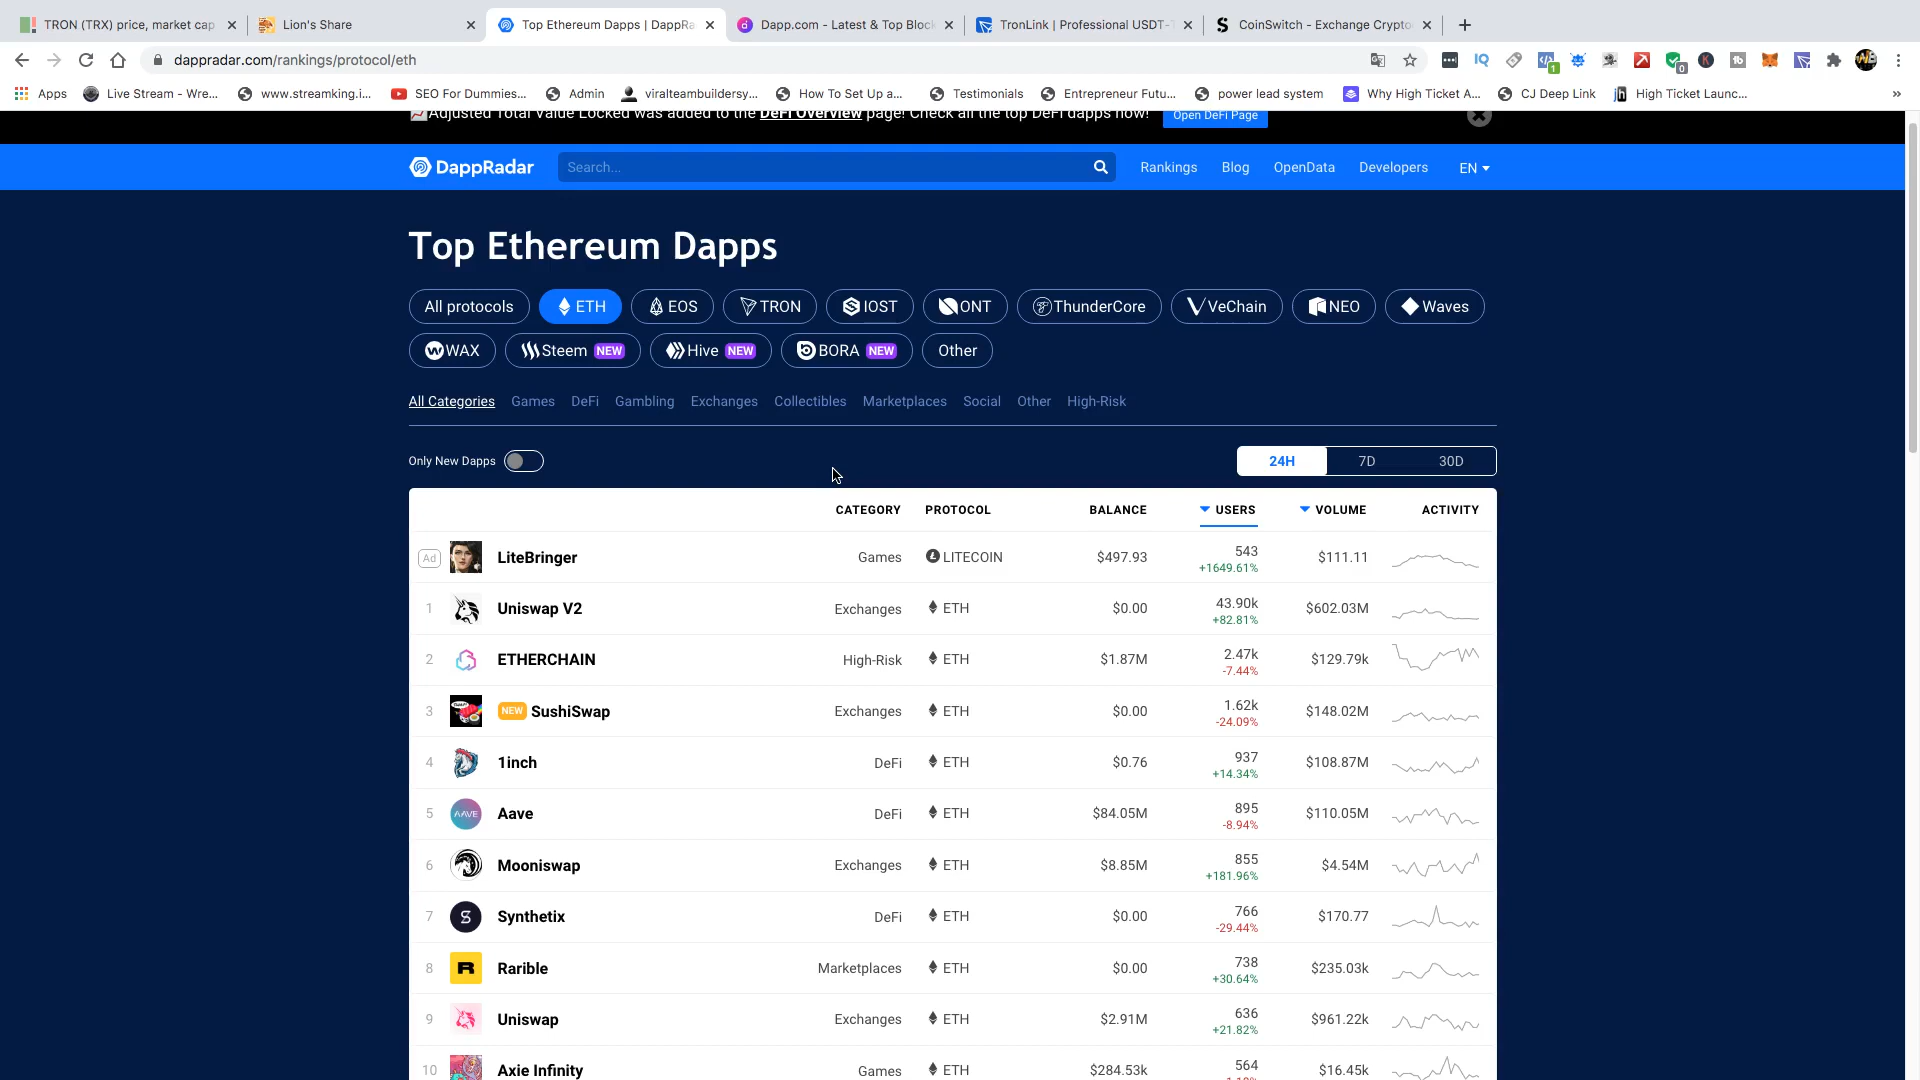 TRON (TRX) price, market cap
Lion's Share
Top Ethereum Dapps | DappRa
Dapp.com - Latest & Top Block
TronLink | Professional USDT-T
CoinSwitch - Exchange Crypto
dappradar.com/rankings/protocol/eth
Apps
Live Stream - Wre...
www.streamking.i...
SEO For Dummies...
Admin
viralteambuildersy...
How To Set Up a...
Testimonials
Entrepreneur Futu...
power lead system
Why High Ticket A...
CJ Deep Link
High Ticket Launc...
Adjusted Total Value Locked was added to the DeFi Overview page! Check all the top DeFi dapps now!
Open DeFi Page
DappRadar
Search...
Rankings
Blog
OpenData
Developers
EN
Top Ethereum Dapps
All protocols
ETH
EOS
TRON
IOST
ONT
ThunderCore
VeChain
NEO
Waves
WAX
Steem NEW
Hive NEW
BORA NEW
Other
All Categories
Games
DeFi
Gambling
Exchanges
Collectibles
Marketplaces
Social
Other
High-Risk
Only New Dapps
24H
7D
30D
CATEGORY PROTOCOL BALANCE USERS VOLUME ACTIVITY
Ad LiteBringer Games LITECOIN $497.93 543 $111.11
+1649.61%
1 Uniswap V2 Exchanges ETH $0.00 43.90k $602.03M
+82.81%
2 ETHERCHAIN High-Risk ETH $1.87M 2.47k $129.79k
-7.44%
3 NEW SushiSwap Exchanges ETH $0.00 1.62k $148.02M
-24.09%
4 1inch DeFi ETH $0.76 937 $108.87M
+14.34%
5 AAVE Aave DeFi ETH $84.05M 895 $110.05M
-8.94%
6 Mooniswap Exchanges ETH $8.85M 855 $4.54M
+181.96%
7 Synthetix DeFi ETH $0.00 766 $170.77
-29.44%
8 R Rarible Marketplaces ETH $0.00 738 $235.03k
+30.64%
9 Uniswap Exchanges ETH $2.91M 636 $961.22k
+21.82%
10 Axie Infinity Games ETH $284.53k 564 $16.45k